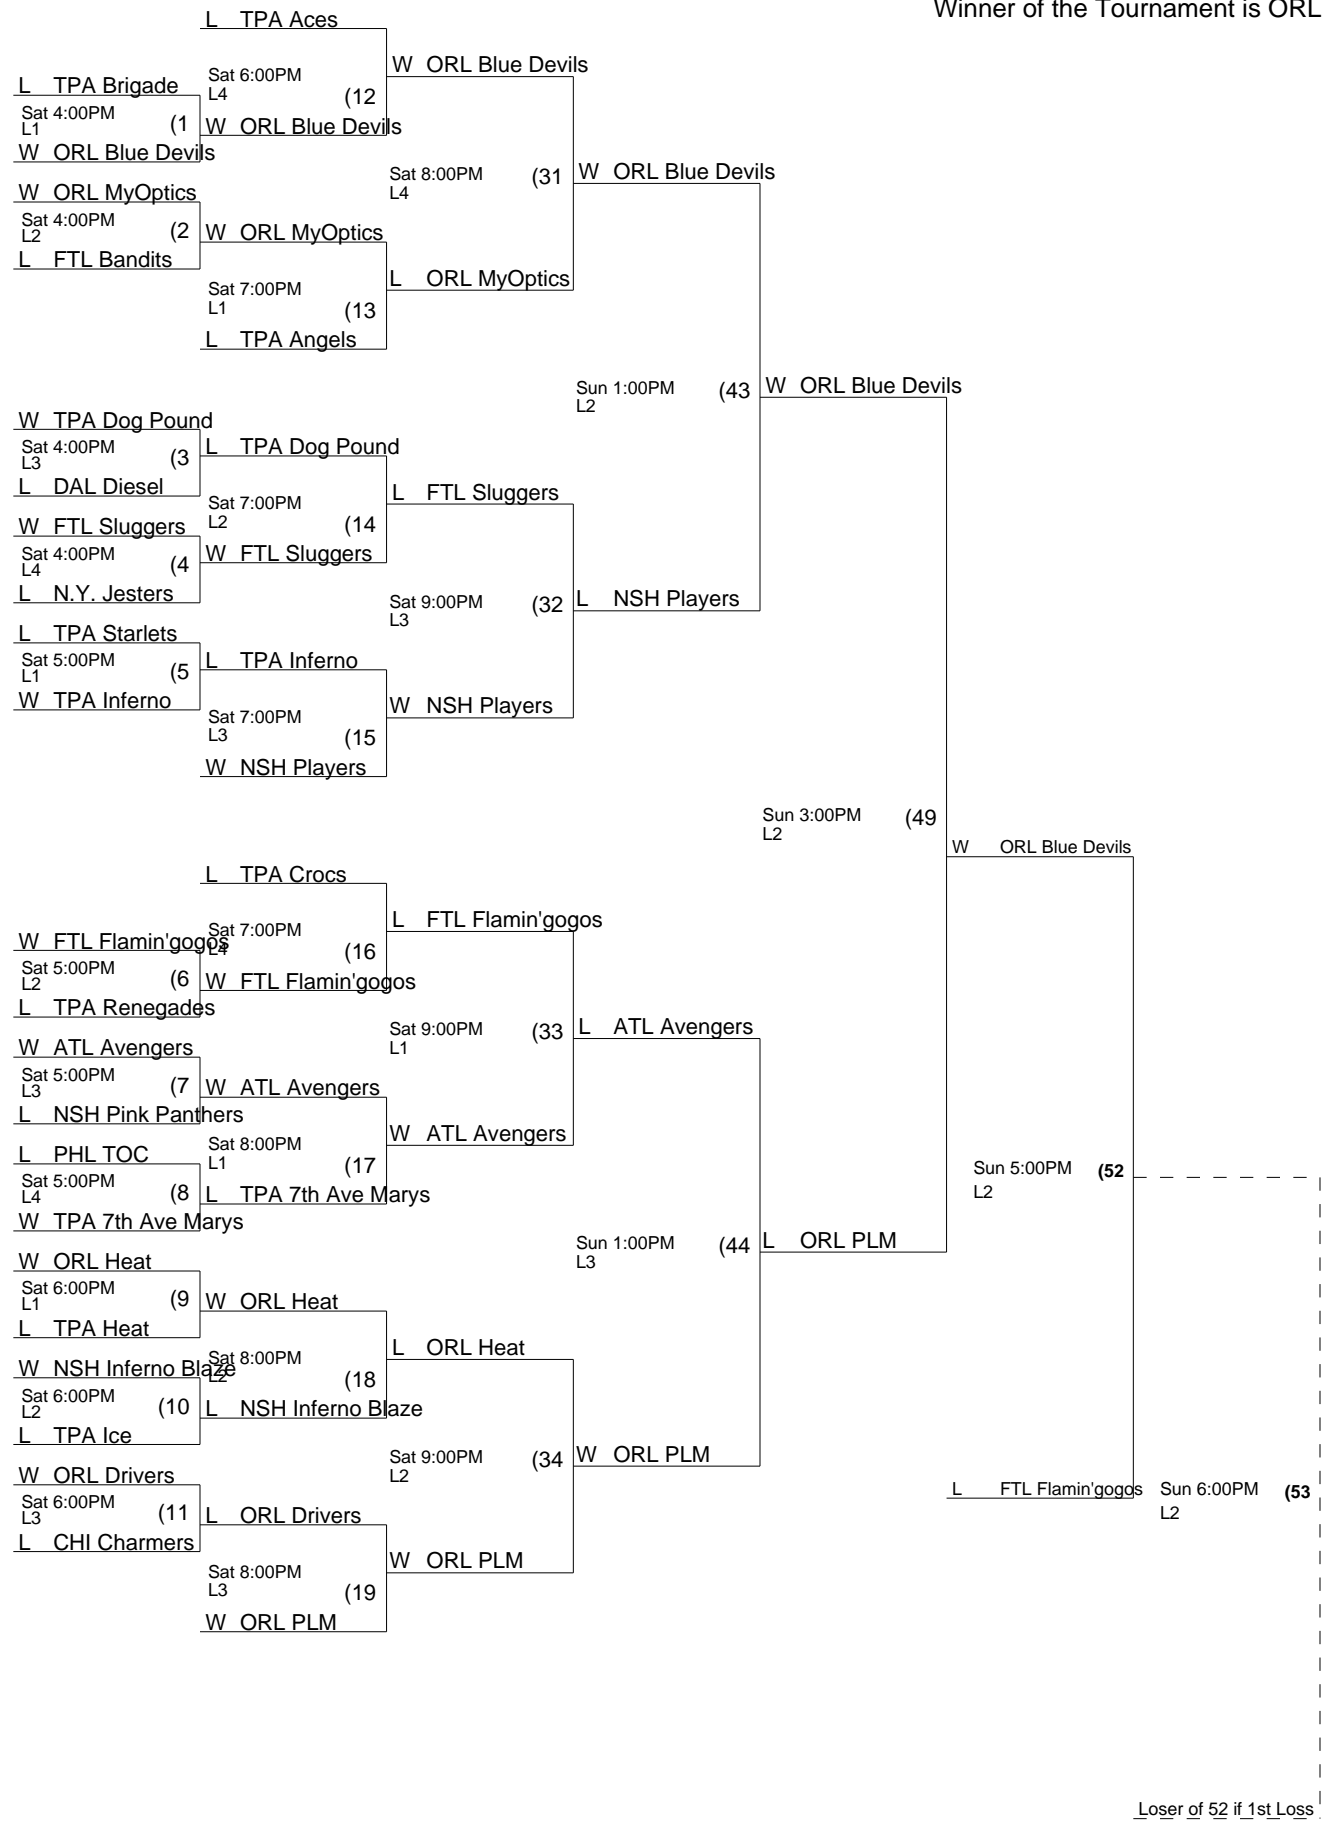 Winner of the Tournament is ORL
L TPA Aces
W ORL Blue Devils
L TPA Brigade
Sat 6:00PM
L4
(12
Sat 4:00PM
L1
(1
W ORL Blue Devils
W ORL Blue Devils
Sat 8:00PM
L4
(31
W ORL Blue Devils
W ORL MyOptics
Sat 4:00PM
L2
(2
W ORL MyOptics
L FTL Bandits
L ORL MyOptics
Sat 7:00PM
L1
(13
L TPA Angels
Sun 1:00PM
L2
(43
W ORL Blue Devils
W TPA Dog Pound
Sat 4:00PM
L3
(3
L TPA Dog Pound
L DAL Diesel
L FTL Sluggers
Sat 7:00PM
L2
(14
W FTL Sluggers
Sat 4:00PM
L4
(4
W FTL Sluggers
L N.Y. Jesters
Sat 9:00PM
L3
(32
L NSH Players
L TPA Starlets
Sat 5:00PM
L1
(5
L TPA Inferno
W TPA Inferno
W NSH Players
Sat 7:00PM
L3
(15
W NSH Players
Sun 3:00PM
L2
(49
W ORL Blue Devils
L TPA Crocs
L FTL Flamin'gogos
W FTL Flamin'gogos
Sat 7:00PM
L4
(16
Sat 5:00PM
L2
(6
W FTL Flamin'gogos
L TPA Renegades
Sat 9:00PM
L1
(33
L ATL Avengers
W ATL Avengers
Sat 5:00PM
L3
(7
W ATL Avengers
L NSH Pink Panthers
W ATL Avengers
Sat 8:00PM
L1
(17
L PHL TOC
Sat 5:00PM
L4
(8
L TPA 7th Ave Marys
W TPA 7th Ave Marys
Sun 5:00PM
L2
(52
Sun 1:00PM
L3
(44
L ORL PLM
W ORL Heat
Sat 6:00PM
L1
(9
W ORL Heat
L TPA Heat
L ORL Heat
Sat 8:00PM
L2
(18
W NSH Inferno Blaze
Sat 6:00PM
L2
(10
L NSH Inferno Blaze
L TPA Ice
Sat 9:00PM
L2
(34
W ORL PLM
W ORL Drivers
Sat 6:00PM
L3
(11
L ORL Drivers
L CHI Charmers
W ORL PLM
Sat 8:00PM
L3
(19
W ORL PLM
L FTL Flamin'gogos
Sun 6:00PM
L2
(53
Loser of 52 if 1st Loss